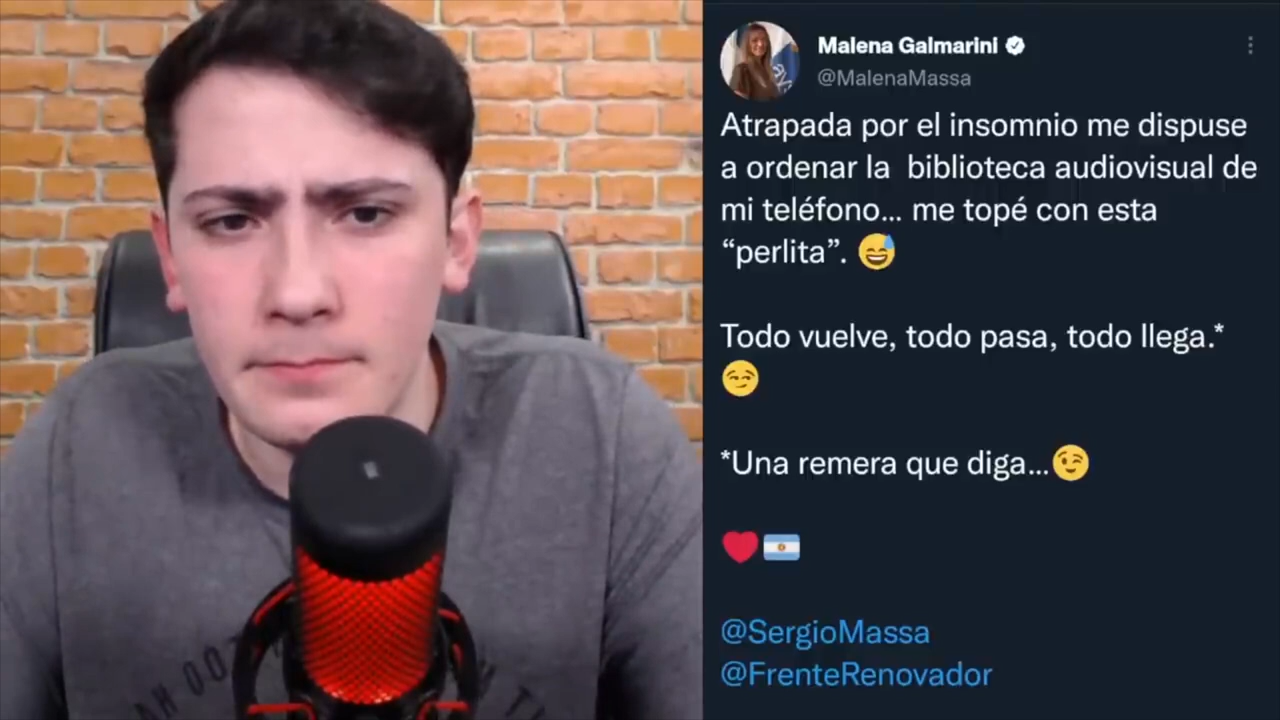 Malena Galmarini
@MalenaMassa
Atrapada por el insomnio me dispuse
a ordenar la biblioteca audiovisual de
mi teléfono... me topé con esta
“perlita”. 😅
Todo vuelve, todo pasa, todo llega.*
😏
*Una remera que diga...😉
❤️🇦🇷
@SergioMassa
@FrenteRenovador